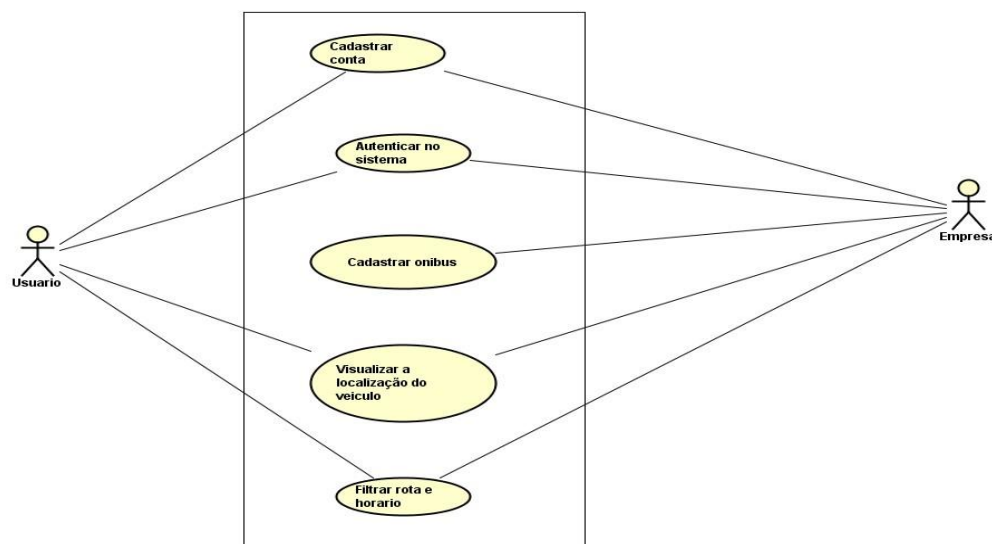 Cadastrar
conta
Autenticar no
sistema
Usuario
Empresa
Cadastrar onibus
Visualizar a
localização do
veiculo
Filtrar rota e
horario